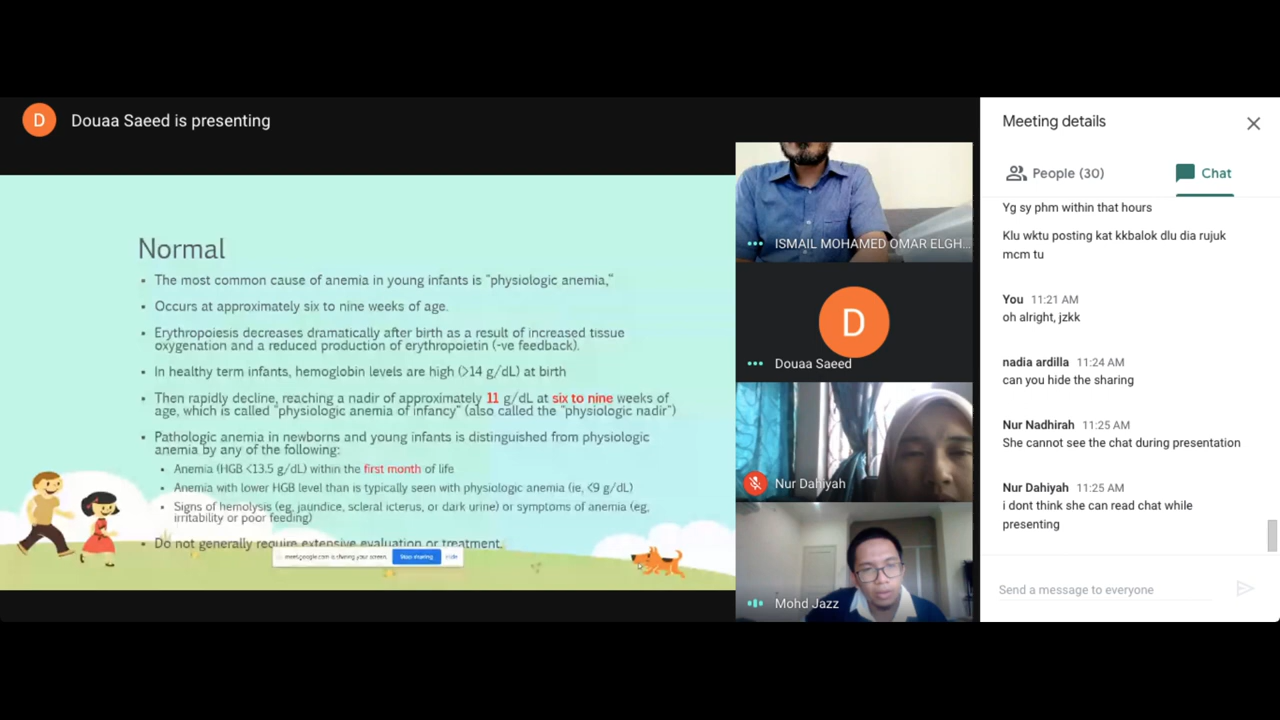 D
Douaa Saeed is presenting
Normal
• The most common cause of anemia in young infants is "physiologic anemia,"
• Occurs at approximately six to nine weeks of age.
• Erythropoiesis decreases dramatically after birth as a result of increased tissue
oxygenation and a reduced production of erythropoietin (-ve feedback).
• In healthy term infants, hemoglobin levels are high (>14 g/dL) at birth
• Then rapidly decline, reaching a nadir of approximately 11 g/dL at six to nine weeks of
age, which is called "physiologic anemia of infancy" (also called the "physiologic nadir")
• Pathologic anemia in newborns and young infants is distinguished from physiologic
anemia by any of the following:
• Anemia (HGB <13.5 g/dL) within the first month of life
• Anemia with lower HGB level than is typically seen with physiologic anemia (ie, <9 g/dL)
• Signs of hemolysis (eg, jaundice, scleral icterus, or dark urine) or symptoms of anemia (eg,
irritability or poor feeding)
• Do not generally require extensive evaluation or treatment.
meet.google.com is sharing your screen.
Stop sharing
Hide
ISMAIL MOHAMED OMAR ELGH...
D
Douaa Saeed
Nur Dahiyah
Mohd Jazz
Meeting details
People (30)
Chat
Yg sy phm within that hours
Klu wktu posting kat kkbalok dlu dia rujuk
mcm tu
You 11:21 AM
oh alright, jzkk
nadia ardilla 11:24 AM
can you hide the sharing
Nur Nadhirah 11:25 AM
She cannot see the chat during presentation
Nur Dahiyah 11:25 AM
i dont think she can read chat while
presenting
Send a message to everyone